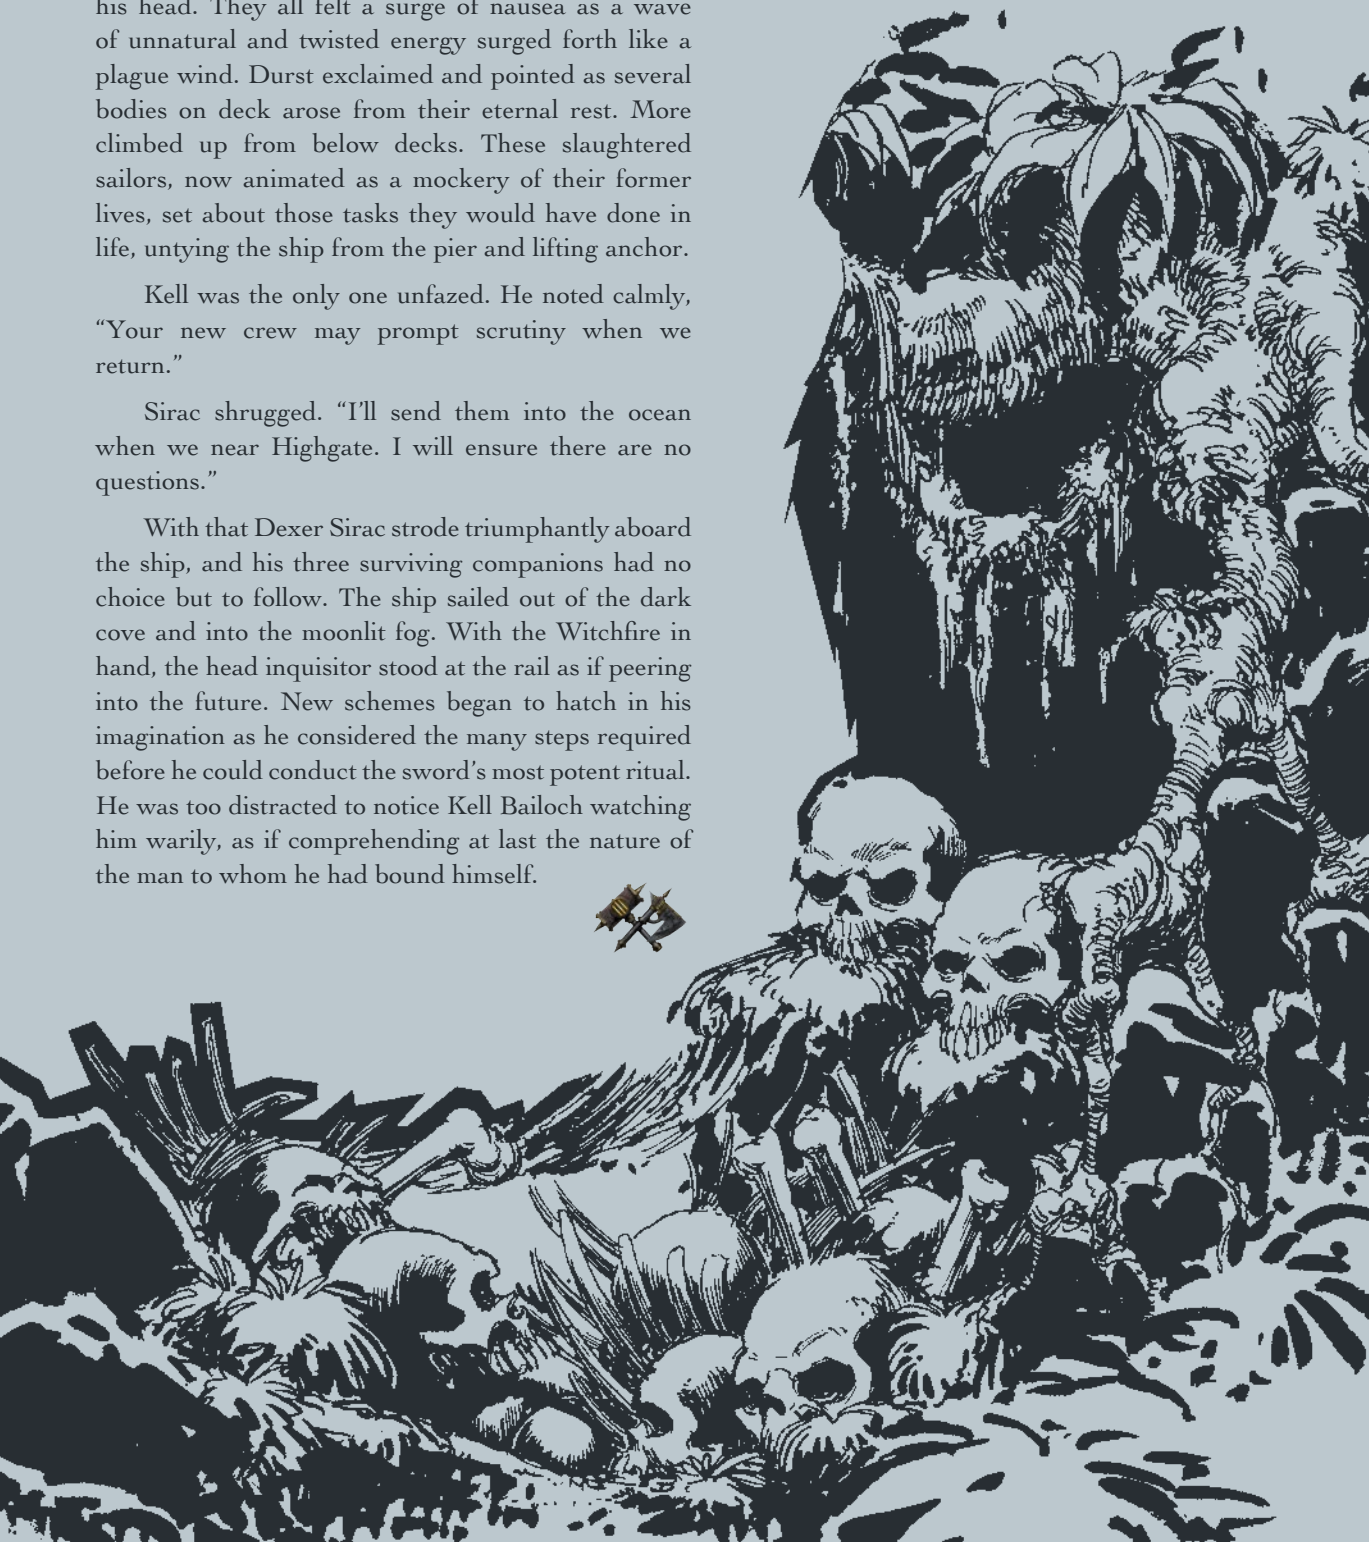 his head. They all felt a surge of nausea as a wave
of unnatural and twisted energy surged forth like a
plague wind. Durst exclaimed and pointed as several
bodies on deck arose from their eternal rest. More
climbed up from below decks. These slaughtered
sailors, now animated as a mockery of their former
lives, set about those tasks they would have done in
life, untying the ship from the pier and lifting anchor.
Kell was the only one unfazed. He noted calmly,
“Your new crew may prompt scrutiny when we
return.”
Sirac shrugged. “I’ll send them into the ocean
when we near Highgate. I will ensure there are no
questions.”
With that Dexer Sirac strode triumphantly aboard
the ship, and his three surviving companions had no
choice but to follow. The ship sailed out of the dark
cove and into the moonlit fog. With the Witchfire in
hand, the head inquisitor stood at the rail as if peering
into the future. New schemes began to hatch in his
imagination as he considered the many steps required
before he could conduct the sword’s most potent ritual.
He was too distracted to notice Kell Bailoch watching
him warily, as if comprehending at last the nature of
the man to whom he had bound himself.